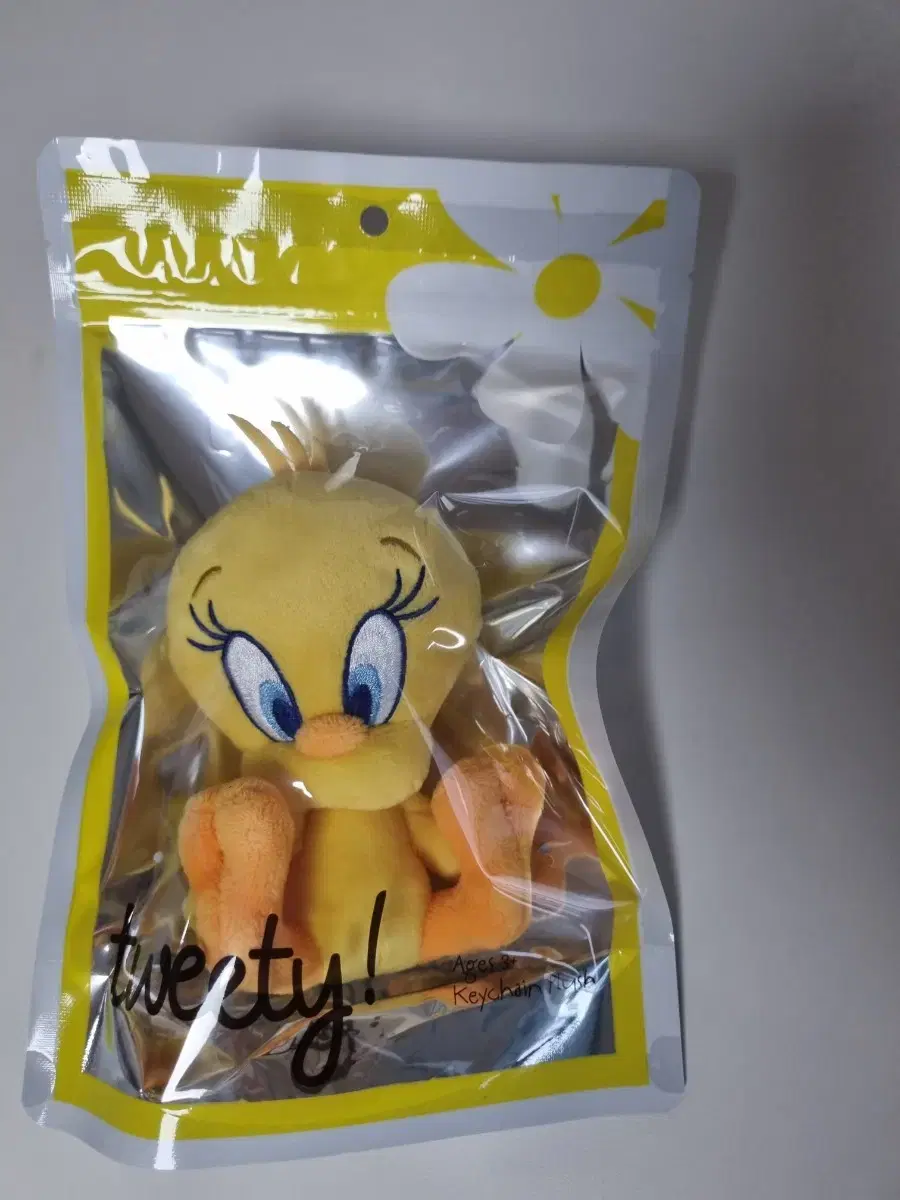 tweety!
Ages 3+
Keychain Plush